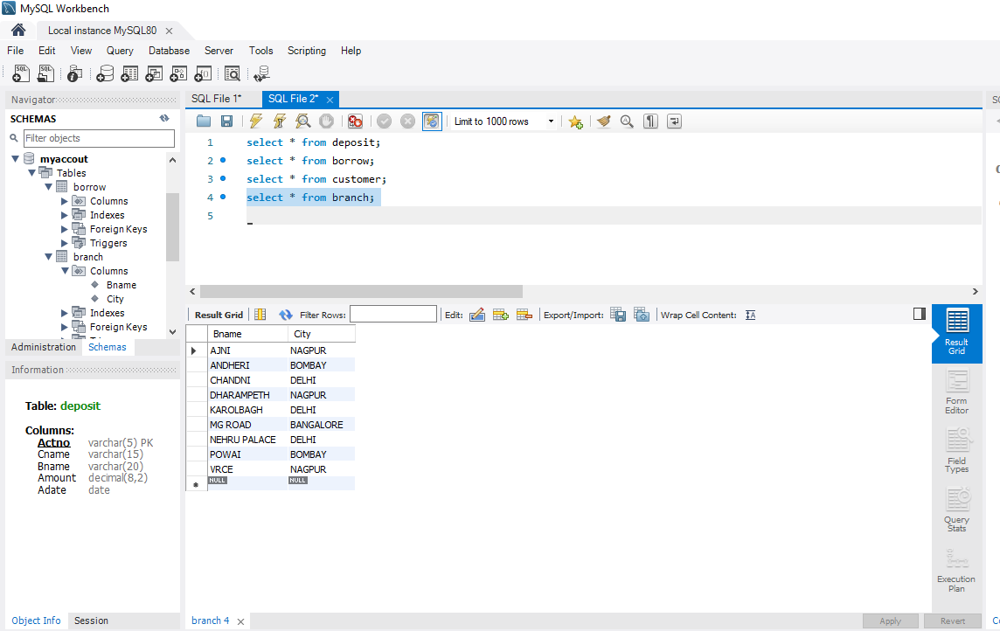 MySQL Workbench
Local instance MySQL80
File Edit View Query Database Server Tools Scripting Help
Navigator
SCHEMAS
Filter objects
myaccout
Tables
borrow
Columns
Indexes
Foreign Keys
Triggers
branch
Columns
Bname
City
Indexes
Foreign Keys
Administration Schemas
Information
Table: deposit
Columns:
Actno varchar(5) PK
Cname varchar(15)
Bname varchar(20)
Amount decimal(8,2)
Adate date
Object Info Session
SQL File 1* SQL File 2*
Limit to 1000 rows
1 select * from deposit;
2 select * from borrow;
3 select * from customer;
4 select * from branch;
5
Result Grid Filter Rows: Edit: Export/Import: Wrap Cell Content:
Bname City
AJNI NAGPUR
ANDHERI BOMBAY
CHANDNI DELHI
DHARAMPETH NAGPUR
KAROLBAGH DELHI
MG ROAD BANGALORE
NEHRU PALACE DELHI
POWAI BOMBAY
VRCE NAGPUR
NULL NULL
Result
Grid
Form
Editor
Field
Types
Query
Stats
Execution
Plan
branch 4
Apply Revert